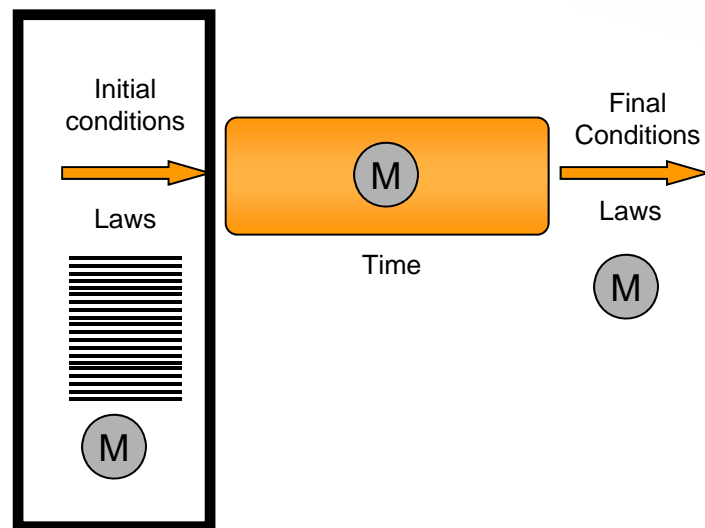 Initial
conditions
Laws
M
M
Time
Final
Conditions
Laws
M